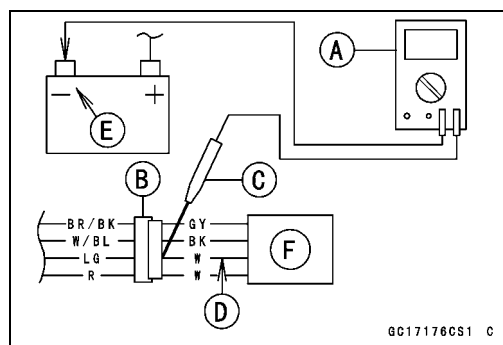 A
− +
E
B
C
BR/BK GY
W/BL BK
LG W
R W
F
D
GC17176CS1 C